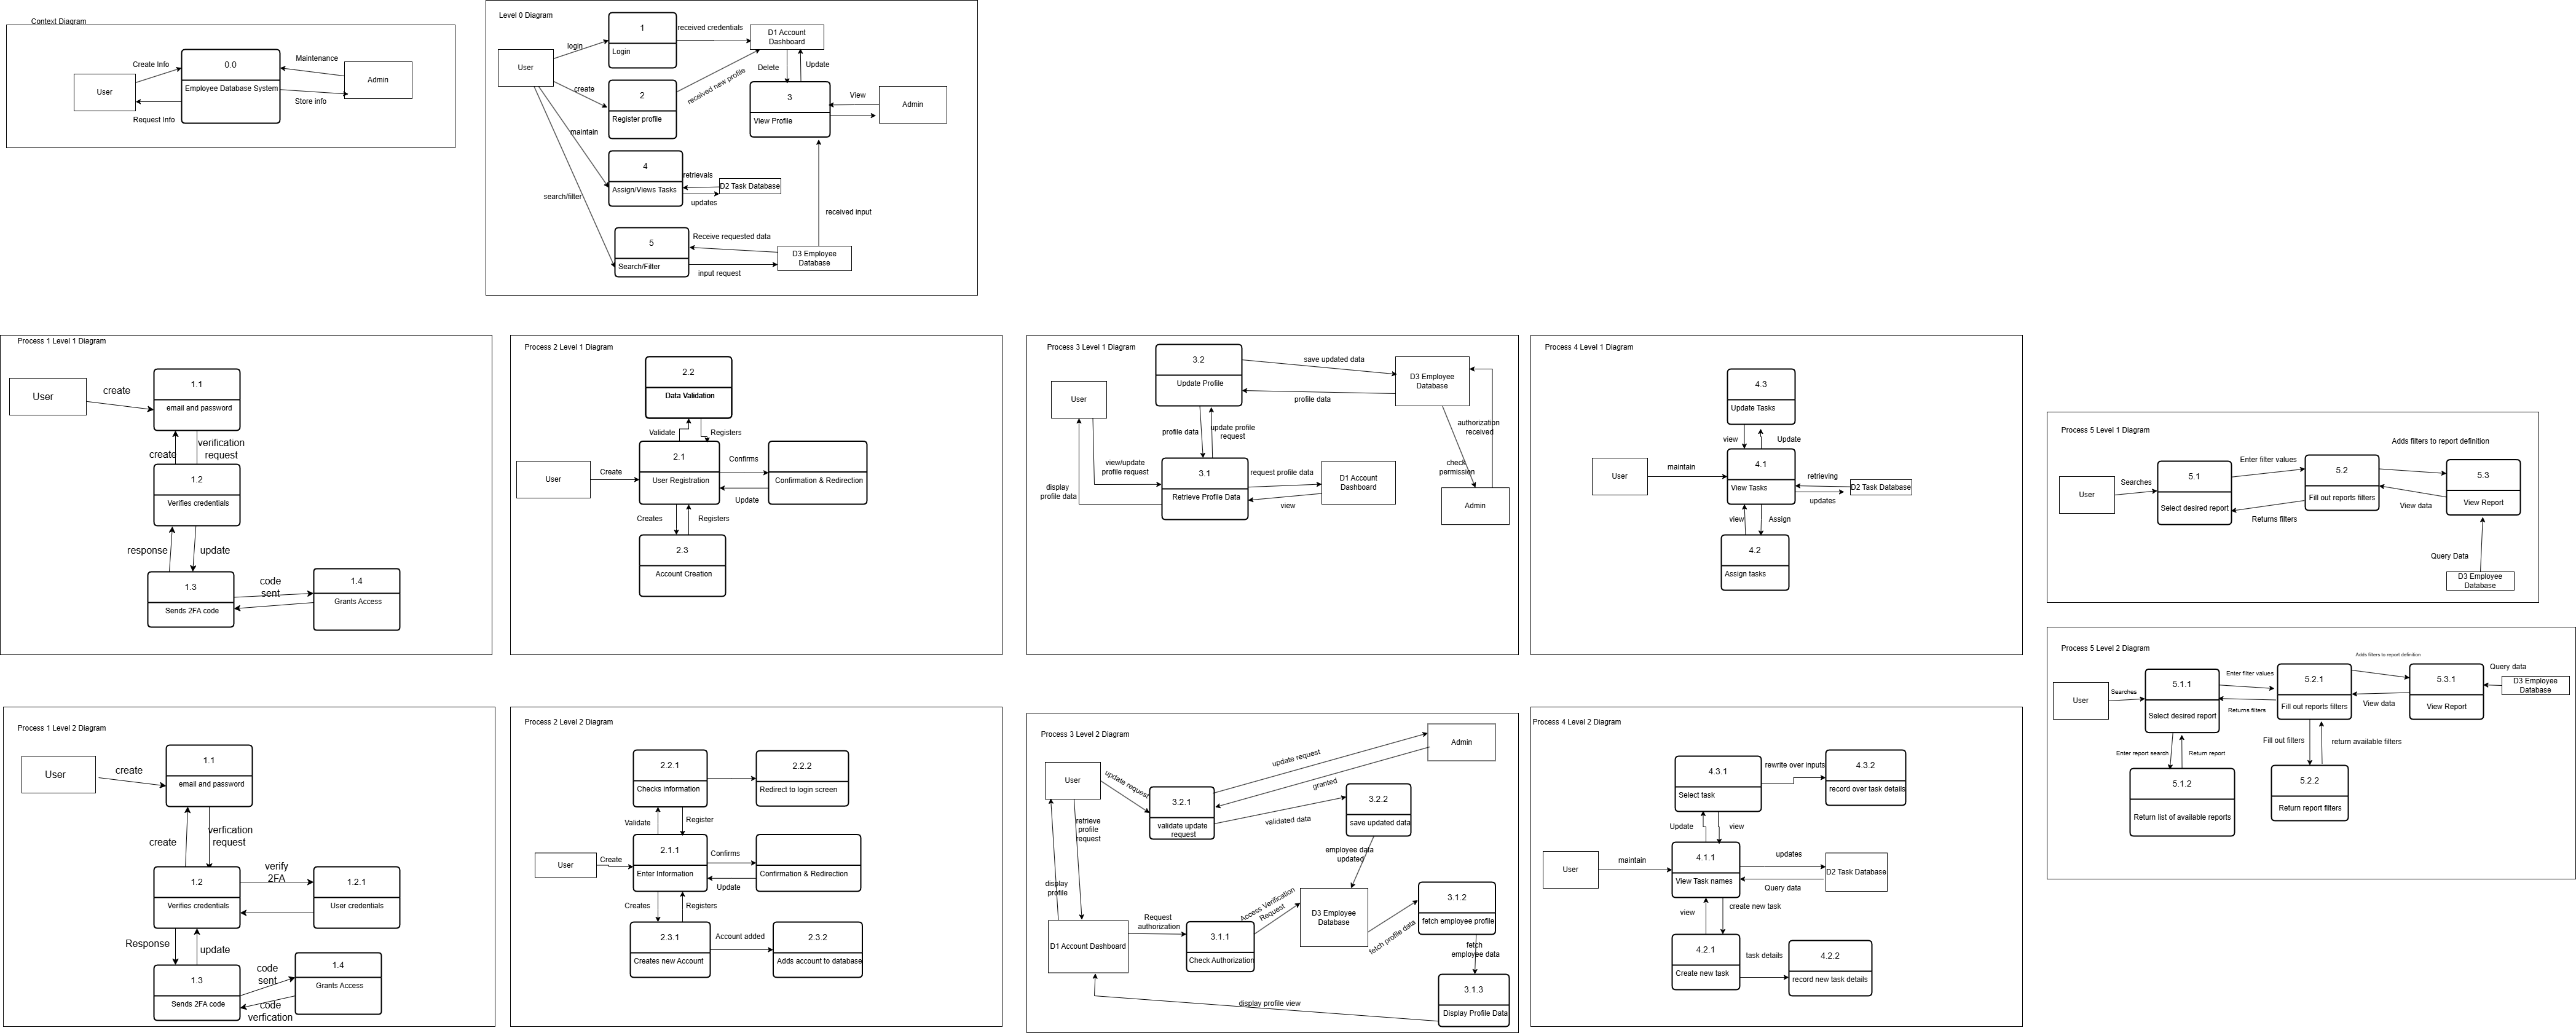 Context Diagram
User
Create Info
Request Info
0.0
Employee Database System
Maintenance
Store info
Admin
Level 0 Diagram
User
login
create
maintain
search/filter
1
Login
received credentials
D1 Account
Dashboard
2
Register profile
received new profile
Delete
Update
3
View Profile
View
Admin
4
Assign/Views Tasks
retrievals
D2 Task Database
updates
received input
5
Search/Filter
Receive requested data
input request
D3 Employee
Database
Process 1 Level 1 Diagram
User
create
1.1
email and password
create
verification
request
1.2
Verifies credentials
response
update
1.3
Sends 2FA code
code
sent
1.4
Grants Access
Process 2 Level 1 Diagram
2.2
Data Validation
Validate
Registers
User
Create
2.1
User Registration
Confirms
Update
Confirmation & Redirection
Creates
Registers
2.3
Account Creation
Process 3 Level 1 Diagram
User
3.2
Update Profile
save updated data
profile data
D3 Employee
Database
authorization
received
check
permission
Admin
profile data
update profile
request
view/update
profile request
display
profile data
3.1
Retrieve Profile Data
request profile data
view
D1 Account
Dashboard
Process 4 Level 1 Diagram
4.3
Update Tasks
view
Update
User
maintain
4.1
View Tasks
retrieving
D2 Task Database
updates
view
Assign
4.2
Assign tasks
Process 5 Level 1 Diagram
User
Searches
5.1
Select desired report
Enter filter values
Returns filters
5.2
Fill out reports filters
Adds filters to report definition
View data
5.3
View Report
Query Data
D3 Employee
Database
Process 5 Level 2 Diagram
User
Searches
5.1.1
Select desired report
Enter filter values
Returns filters
5.2.1
Fill out reports filters
Adds filters to report definition
View data
5.3.1
View Report
Query data
D3 Employee
Database
Enter report search
Return report
5.1.2
Return list of available reports
Fill out filters
return available filters
5.2.2
Return report filters
Process 1 Level 2 Diagram
User
create
1.1
email and password
create
verfication
request
1.2
Verifies credentials
verify
2FA
1.2.1
User credentials
Response
update
1.3
Sends 2FA code
code
sent
code
verfication
1.4
Grants Access
Process 2 Level 2 Diagram
2.2.1
Checks information
2.2.2
Redirect to login screen
Validate
Register
User
Create
2.1.1
Enter Information
Confirms
Update
Confirmation & Redirection
Creates
Registers
2.3.1
Creates new Account
Account added
2.3.2
Adds account to database
Process 3 Level 2 Diagram
User
update request
3.2.1
validate update
request
update request
granted
Admin
validated data
3.2.2
save updated data
employee data
updated
retrieve
profile
request
display
profile
D1 Account Dashboard
Request
authorization
3.1.1
Check Authorization
Access Verification
Request
D3 Employee
Database
fetch profile data
3.1.2
fetch employee profile
fetch
employee data
3.1.3
Display Profile Data
display profile view
Process 4 Level 2 Diagram
4.3.1
Select task
rewrite over inputs
4.3.2
record over task details
Update
view
User
maintain
4.1.1
View Task names
updates
Query data
D2 Task Database
view
create new task
4.2.1
Create new task
task details
4.2.2
record new task details